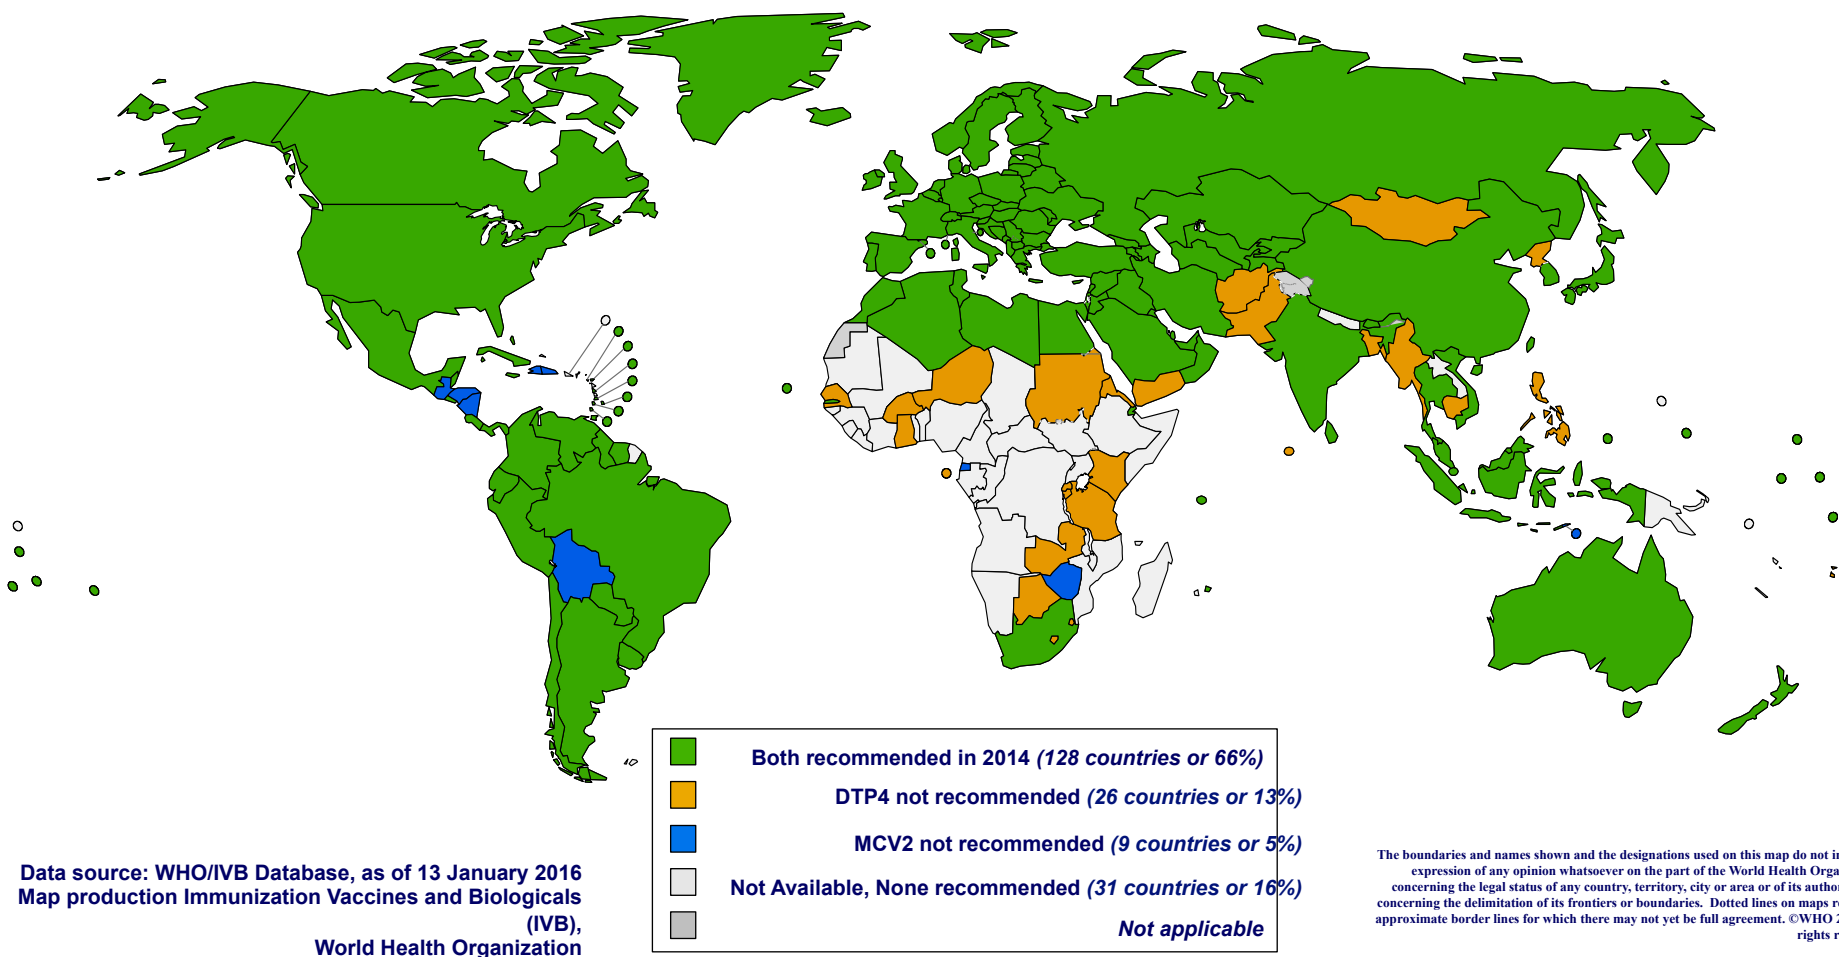 Both recommended in 2014 (128 countries or 66%)
DTP4 not recommended (26 countries or 13%)
MCV2 not recommended (9 countries or 5%)
Not Available, None recommended (31 countries or 16%)
Not applicable
Data source: WHO/IVB Database, as of 13 January 2016
Map production Immunization Vaccines and Biologicals
(IVB),
World Health Organization
The boundaries and names shown and the designations used on this map do not
expression of any opinion whatsoever on the part of the World Health
concerning the legal status of any country, territory, city or area or of its
concerning the delimitation of its frontiers or boundaries. Dotted lines on maps
approximate border lines for which there may not yet be full agreement. ©WHO
rights